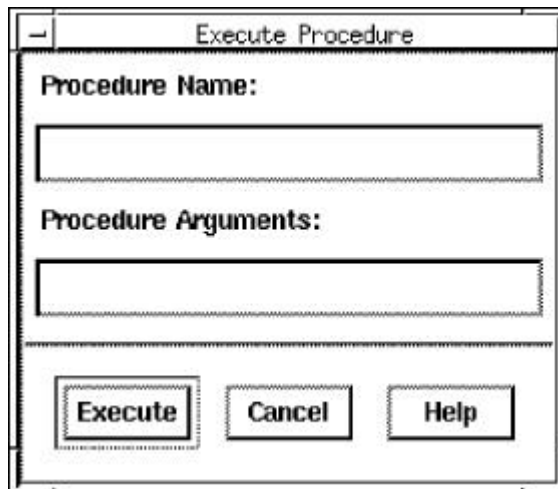 Execute Procedure
Procedure Name:
Procedure Arguments:
Execute Cancel Help